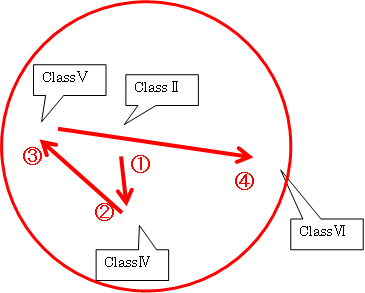 ClassⅤ
ClassⅡ
③
①
④
②
ClassⅥ
ClassⅣ